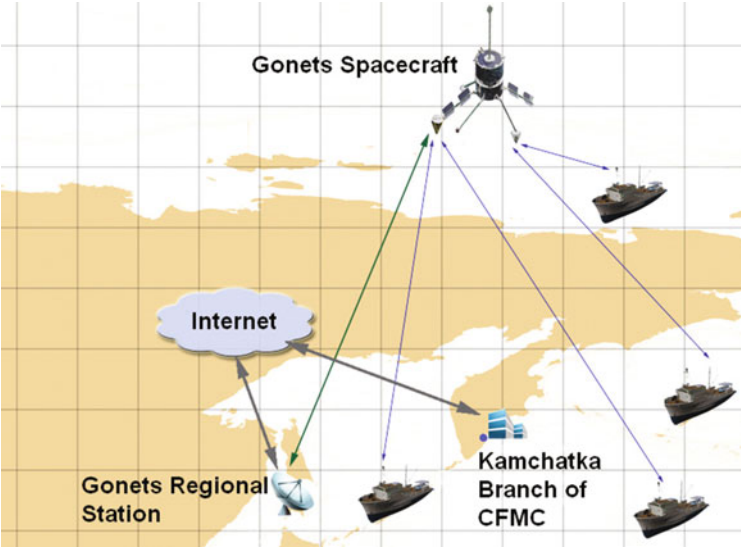 Gonets Spacecraft
Internet
Gonets Regional
Station
Kamchatka
Branch of
CFMC